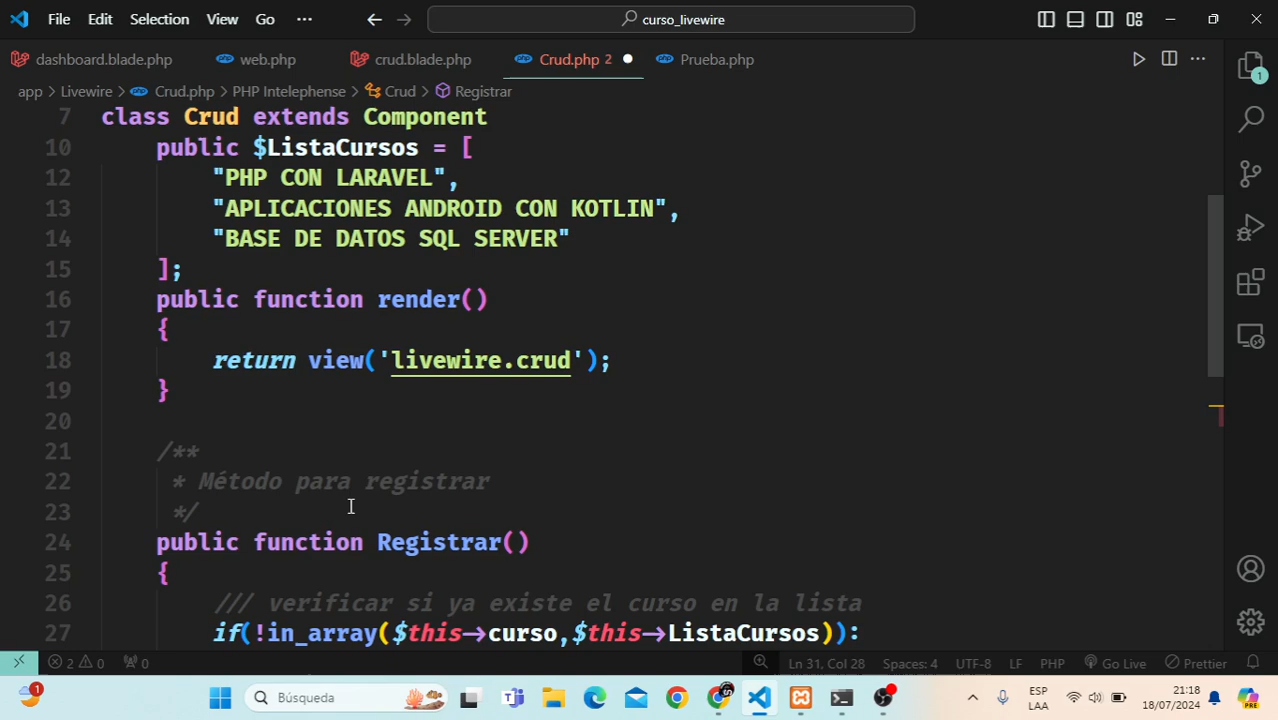 File Edit Selection View Go ··· curso_livewire
dashboard.blade.php web.php crud.blade.php Crud.php 2 Prueba.php
app > Livewire > Crud.php > PHP Intelephense > Crud > Registrar
7 class Crud extends Component
10 public $ListaCursos = [
12 "PHP CON LARAVEL",
13 "APLICACIONES ANDROID CON KOTLIN",
14 "BASE DE DATOS SQL SERVER"
15 ];
16 public function render()
17 {
18 return view('livewire.crud');
19 }
20
21 /**
22 * Método para registrar
23 */
24 public function Registrar()
25 {
26 /// verificar si ya existe el curso en la lista
27 if(!in_array($this->curso,$this->ListaCursos)):
1
2 0 0 Ln 31, Col 28 Spaces: 4 UTF-8 LF PHP Go Live Prettier
1 Búsqueda ESP LAA 21:18 18/07/2024 PRE